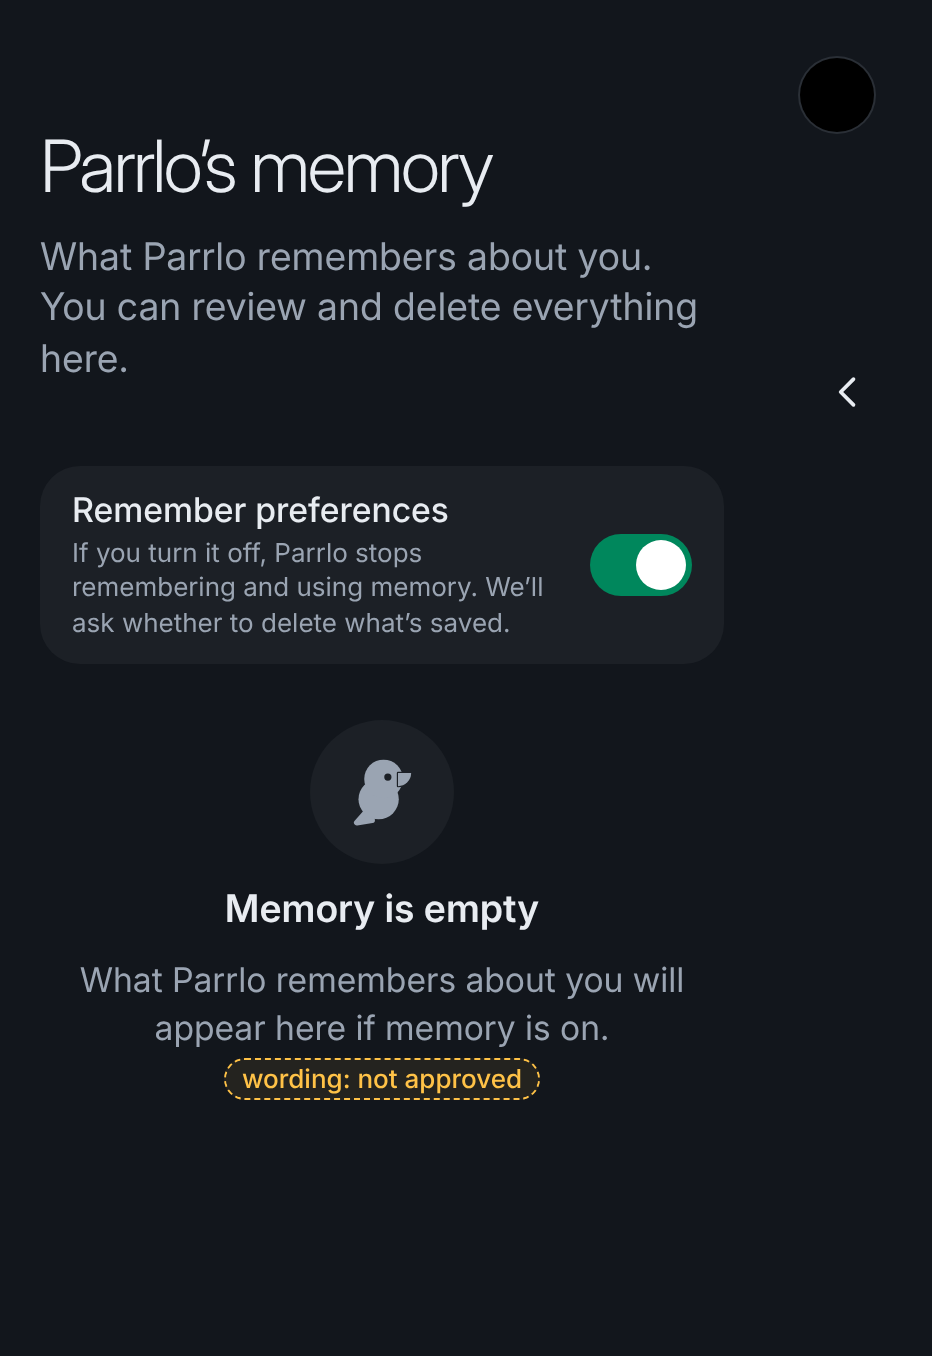 Parrlo’s memory
What Parrlo remembers about you.
You can review and delete everything
here.
Remember preferences
If you turn it off, Parrlo stops
remembering and using memory. We’ll
ask whether to delete what’s saved.
Memory is empty
What Parrlo remembers about you will
appear here if memory is on.
wording: not approved